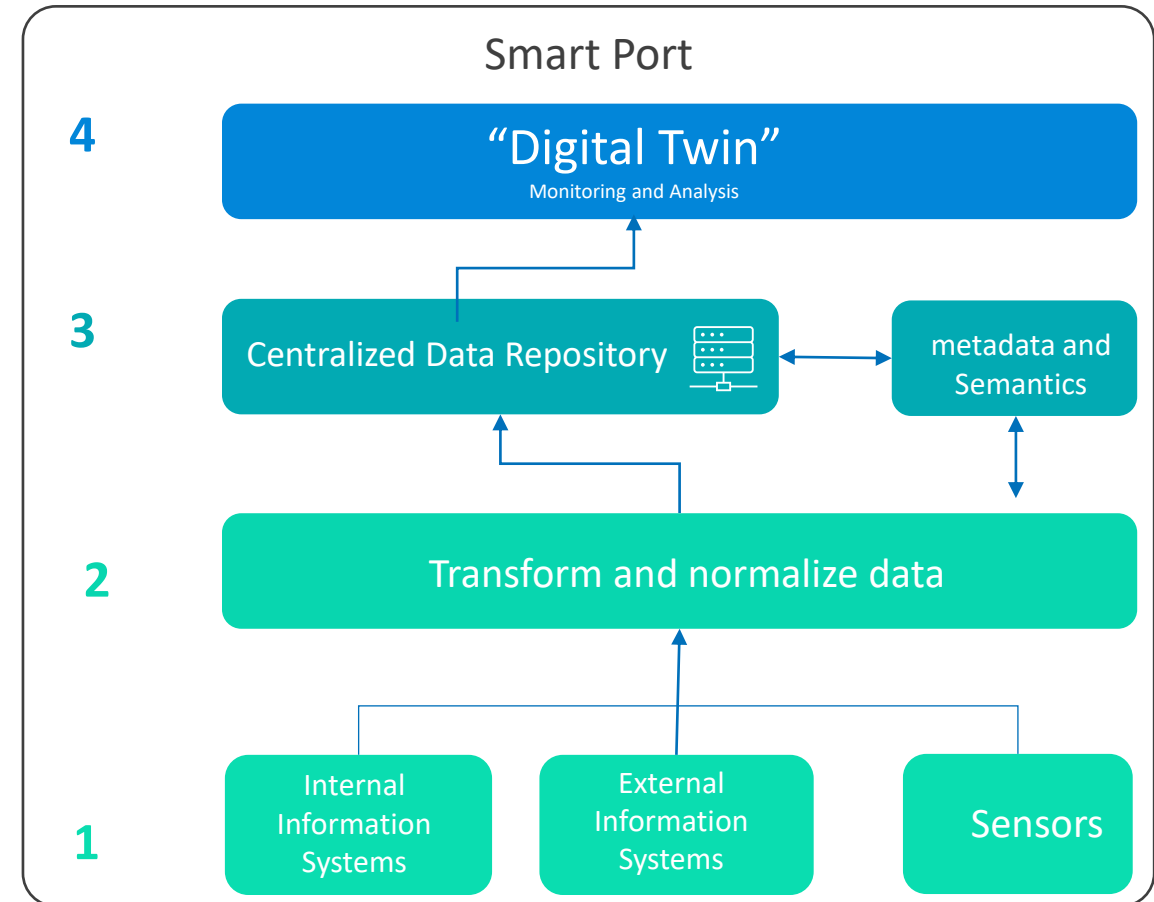 Smart Port
4
“Digital Twin”
Monitoring and Analysis
3
Centralized Data Repository
metadata and
Semantics
2
Transform and normalize data
1
Internal
Information
Systems
External
Information
Systems
Sensors